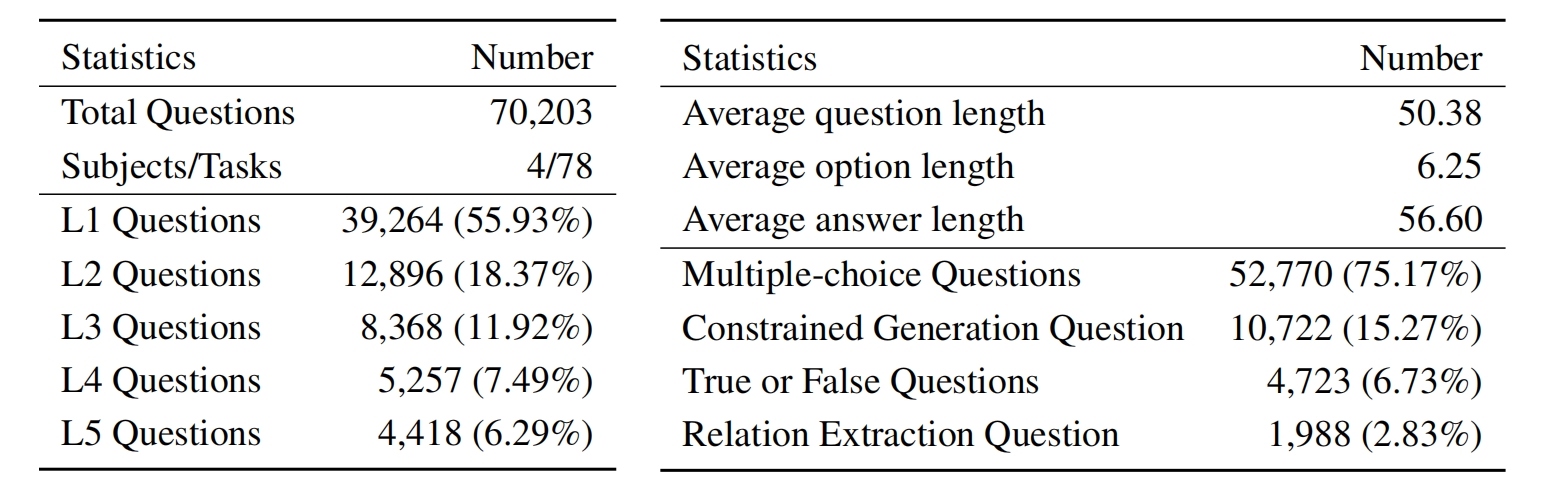 Statistics Number
Total Questions 70,203
Subjects/Tasks 4/78
L1 Questions 39,264 (55.93%)
L2 Questions 12,896 (18.37%)
L3 Questions 8,368 (11.92%)
L4 Questions 5,257 (7.49%)
L5 Questions 4,418 (6.29%)
Statistics Number
Average question length 50.38
Average option length 6.25
Average answer length 56.60
Multiple-choice Questions 52,770 (75.17%)
Constrained Generation Question 10,722 (15.27%)
True or False Questions 4,723 (6.73%)
Relation Extraction Question 1,988 (2.83%)